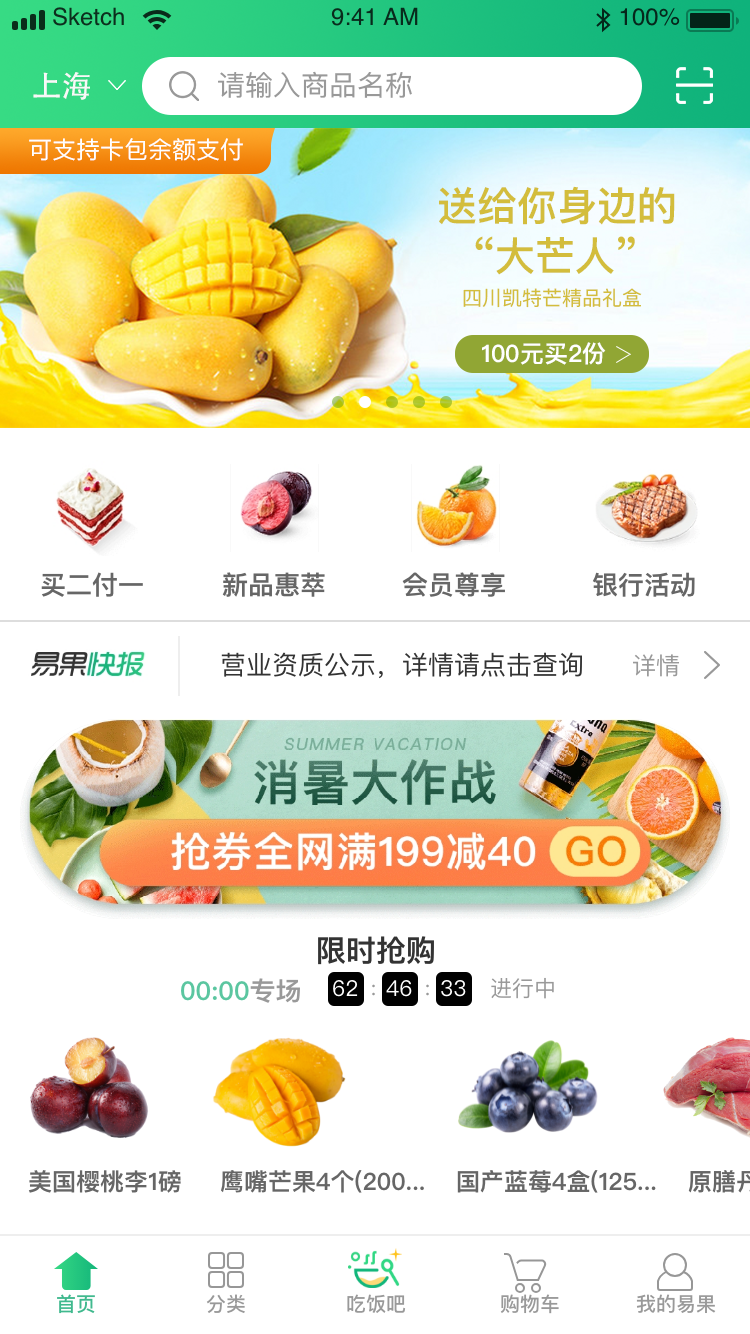 Sketch 9:41 AM 100%
上海 请输入商品名称
可支持卡包余额支付
送给你身边的
“大芒人”
四川凯特芒精品礼盒
100元买2份 >
买二付一 新品惠萃 会员尊享 银行活动
易果快报 营业资质公示，详情请点击查询 详情
SUMMER VACATION
消暑大作战
Extra
抢券全网满199减40 GO
限时抢购
00:00专场 62 : 46 : 33 进行中
美国樱桃李1磅 鹰嘴芒果4个(200... 国产蓝莓4盒(125... 原膳
首页 分类 吃饭吧 购物车 我的易果